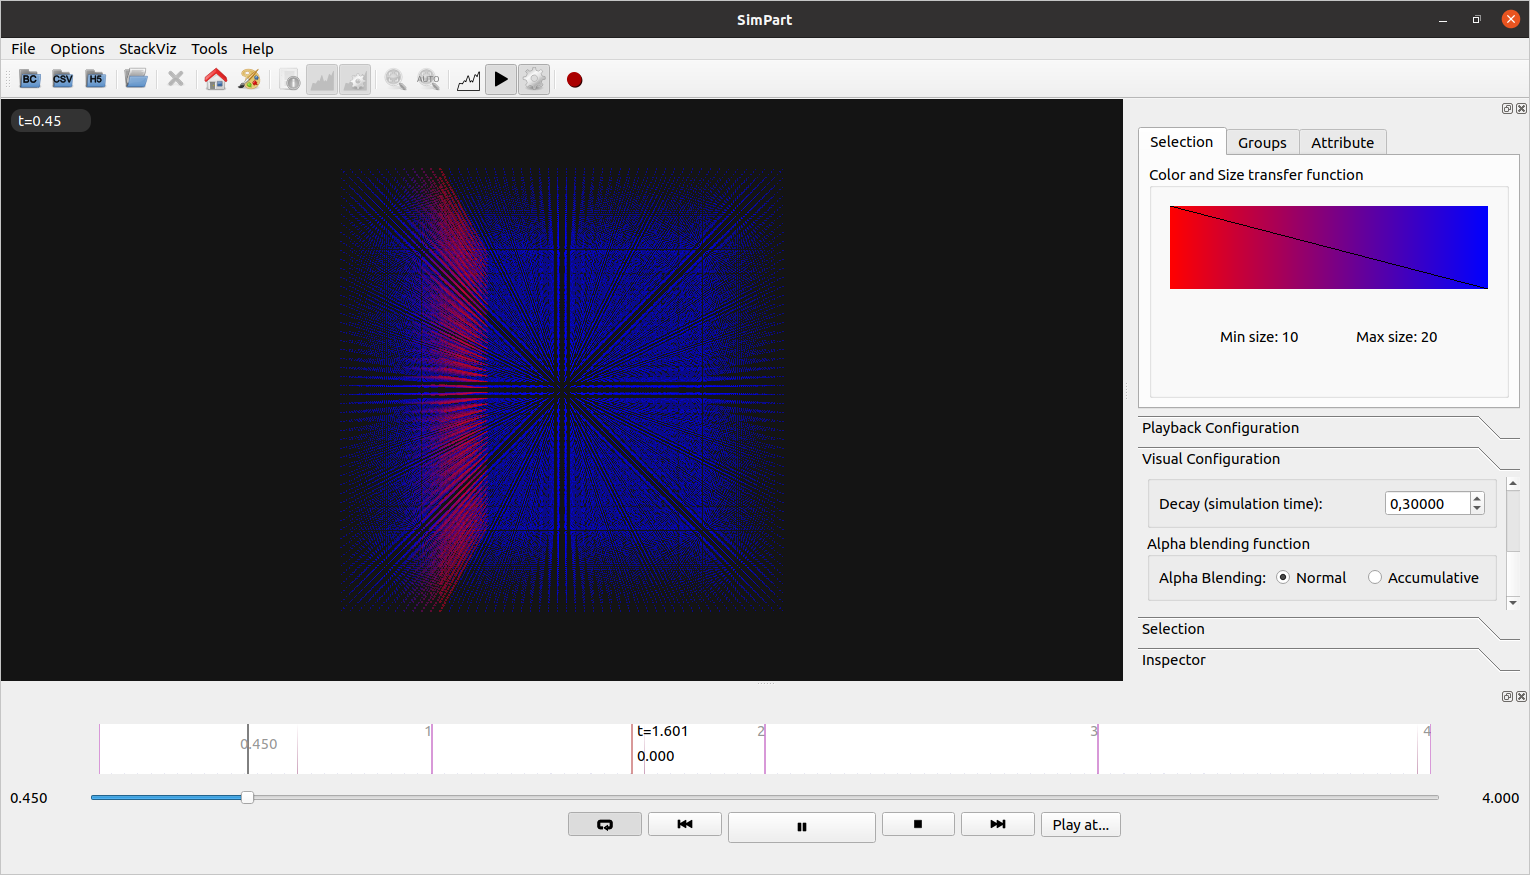 SimPart
File Options StackViz Tools Help
BC CSV H5 AUTO
t=0.45
Selection Groups Attribute
Color and Size transfer function
Min size: 10 Max size: 20
Playback Configuration
Visual Configuration
Decay (simulation time): 0,30000
Alpha blending function
Alpha Blending: Normal Accumulative
Selection
Inspector
1 t=1.601 2 3 4
0.450
0.000
0.450 4.000
Play at...